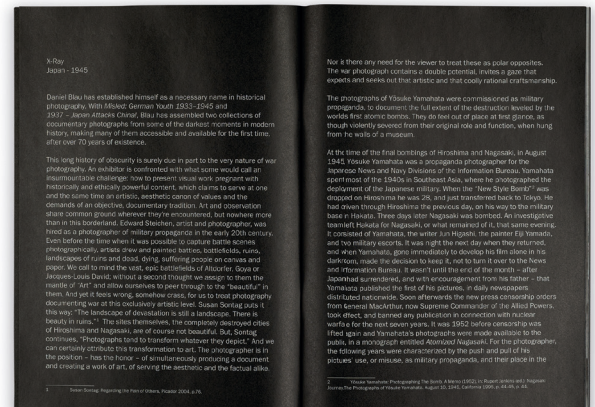 X-Ray
Japan - 1945
Daniel Blau has established himself as a necessary name in historical
photography. With Misled: German Youth 1933–1945 and
1937 – Japan Attacks China!, Blau has assembled two collections of
documentary photographs from some of the darkest moments in modern
history, making many of them accessible and available for the first time,
after over 70 years of existence.
This long history of obscurity is surely due in part to the very nature of war
photography. An exhibitor is confronted with what some would call an
insurmountable challenge: how to present visual work pregnant with
historically and ethically powerful content, which claims to serve at one
and the same time an artistic, aesthetic canon of values and the
demands of an objective, documentary tradition. Art and observation
share common ground wherever they're encountered, but nowhere more
than in this borderland. Edward Steichen, artist and photographer, was
hired as a photographer of military propaganda in the early 20th century.
Even before the time when it was possible to capture battle scenes
photographically, artists drew and painted battles, battlefields, ruins,
landscapes of ruins and dead, dying, suffering people on canvas and
paper. We call to mind the vast, epic battlefields of Altdorfer, Goya or
Jacques-Louis David; without a second thought we assign to them the
mantle of "Art" and allow ourselves to peer through to the "beautiful" in
them. And yet it feels wrong, somehow crass, for us to treat photography
documenting war at this exclusively artistic level. Susan Sontag puts it
this way: "The landscape of devastation is still a landscape. There is
beauty in ruins."1 The sites themselves, the completely destroyed cities
of Hiroshima and Nagasaki, are of course not beautiful. But, Sontag
continues, "Photographs tend to transform whatever they depict." And we
can certainly attribute this transformation to art. The photographer is in
the position – has the honor – of simultaneously producing a document
and creating a work of art, of serving the aesthetic and the factual alike.
1 Susan Sontag: Regarding the Pain of Others, Picador 2004, p.76.
Nor is there any need for the viewer to treat these as polar opposites.
The war photograph contains a double potential, invites a gaze that
expects and seeks out that artistic and that coolly rational craftsmanship.
The photographs of Yōsuke Yamahata were commissioned as military
propaganda, to document the full extent of the destruction leveled by the
worlds first atomic bombs. They do feel out of place at first glance, as
though violently severed from their original role and function, when hung
from the walls of a museum.
At the time of the final bombings of Hiroshima and Nagasaki, in August
1945, Yōsuke Yamahata was a propaganda photographer for the
Japanese News and Navy Divisions of the Information Bureau. Yamahata
spent most of the 1940s in Southeast Asia, where he photographed the
deployment of the Japanese military. When the "New Style Bomb"2 was
dropped on Hiroshima he was 28, and just transferred back to Tokyo. He
had driven through Hiroshima the previous day, on his way to the military
base in Hakata. Three days later Nagasaki was bombed. An investigative
team left Hakata for Nagasaki, or what remained of it, that same evening.
It consisted of Yamahata, the writer Jun Higashi, the painter Eiji Yamada,
and two military escorts. It was night the next day when they returned,
and when Yamahata, gone immediately to develop his film alone in his
darkroom, made the decision to keep it, not to turn it over to the News
and Information Bureau. It wasn't until the end of the month – after
Japan had surrendered, and with encouragement from his father – that
Yamahata published the first of his pictures, in daily newspapers
distributed nationwide. Soon afterwards the new press censorship orders
from General MacArthur, now Supreme Commander of the Allied Powers,
took effect, and banned any publication in connection with nuclear
warfare for the next seven years. It was 1952 before censorship was
lifted again and Yamahata's photographs were made available to the
public, in a monograph entitled Atomized Nagasaki. For the photographer,
the following years were characterized by the push and pull of his
pictures' use, or misuse, as military propaganda, and their place in the
2 Yōsuke Yamahata: Photographing The Bomb. A Memo (1952), in: Rupert Jenkins (ed.): Nagasaki
Journey. The Photographs of Yōsuke Yamahata. August 10, 1945, California 1995, p. 44-45, p. 44.